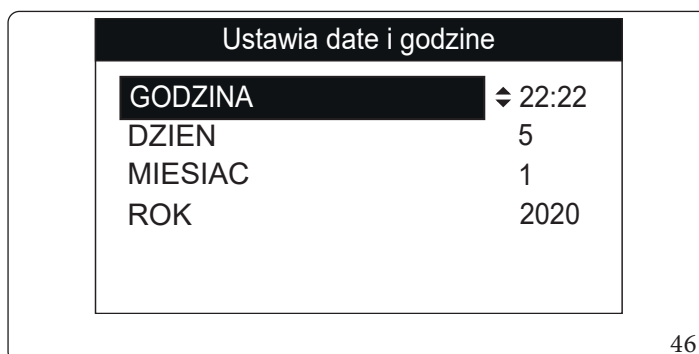 Ustawia date i godzine
GODZINA 22:22
DZIEN 5
MIESIAC 1
ROK 2020
46